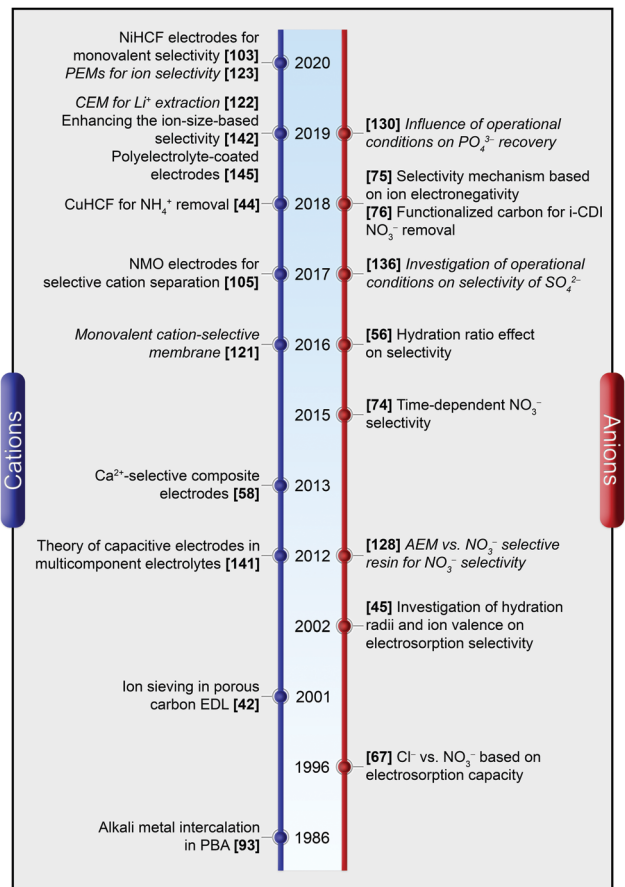 NiHCF electrodes for
monovalent selectivity [103]
PEMs for ion selectivity [123]
2020
CEM for Li⁺ extraction [122]
Enhancing the ion-size-based
selectivity [142]
Polyelectrolyte-coated
electrodes [145]
2019
[130] Influence of operational
conditions on PO₄³⁻ recovery
CuHCF for NH₄⁺ removal [44]
2018
[75] Selectivity mechanism based
on ion electronegativity
[76] Functionalized carbon for i-CDI
NO₃⁻ removal
NMO electrodes for
selective cation separation [105]
2017
[136] Investigation of operational
conditions on selectivity of SO₄²⁻
Monovalent cation-selective
membrane [121]
2016
[56] Hydration ratio effect
on selectivity
2015
[74] Time-dependent NO₃⁻
selectivity
Cations
Anions
Ca²⁺-selective composite
electrodes [58]
2013
Theory of capacitive electrodes in
multicomponent electrolytes [141]
2012
[128] AEM vs. NO₃⁻ selective
resin for NO₃⁻ selectivity
2002
[45] Investigation of hydration
radii and ion valence on
electrosorption selectivity
Ion sieving in porous
carbon EDL [42]
2001
1996
[67] Cl⁻ vs. NO₃⁻ based on
electrosorption capacity
Alkali metal intercalation
in PBA [93]
1986